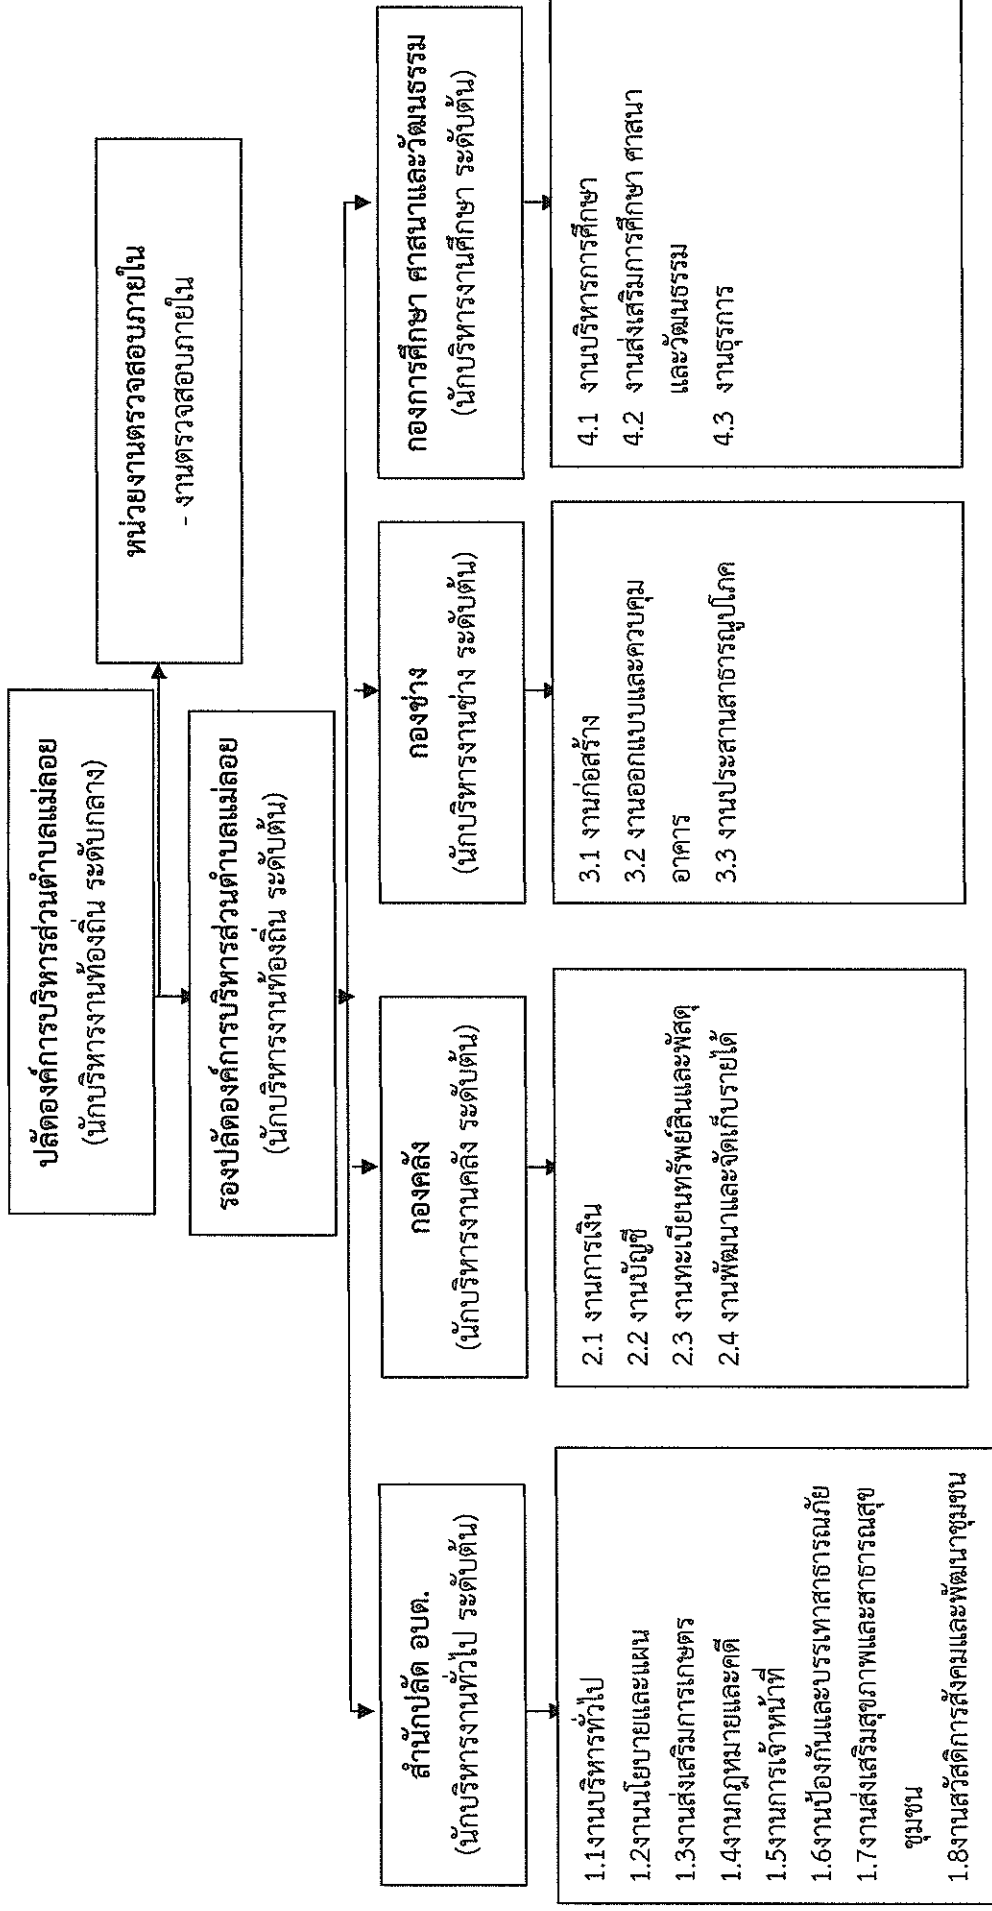 ปลัดองค์การบริหารส่วนตำบลแม่ลอย
(นักบริหารงานท้องถิ่น ระดับกลาง)
หน่วยงานตรวจสอบภายใน
- งานตรวจสอบภายใน
รองปลัดองค์การบริหารส่วนตำบลแม่ลอย
(นักบริหารงานท้องถิ่น ระดับต้น)
สำนักปลัด อบต.
(นักบริหารงานทั่วไป ระดับต้น)
กองคลัง
(นักบริหารงานคลัง ระดับต้น)
กองช่าง
(นักบริหารงานช่าง ระดับต้น)
กองการศึกษา ศาสนาและวัฒนธรรม
(นักบริหารงานศึกษา ระดับต้น)
1.1งานบริหารทั่วไป
1.2งานนโยบายและแผน
1.3งานส่งเสริมการเกษตร
1.4งานกฎหมายและคดี
1.5งานการเจ้าหน้าที่
1.6งานป้องกันและบรรเทาสาธารณภัย
1.7งานส่งเสริมสุขภาพและสาธารณสุข
ชุมชน
1.8งานสวัสดิการสังคมและพัฒนาชุมชน
2.1 งานการเงิน
2.2 งานบัญชี
2.3 งานทะเบียนทรัพย์สินและพัสดุ
2.4 งานพัฒนาและจัดเก็บรายได้
3.1 งานก่อสร้าง
3.2 งานออกแบบและควบคุม
อาคาร
3.3 งานประสานสาธารณูปโภค
4.1 งานบริหารการศึกษา
4.2 งานส่งเสริมการศึกษา ศาสนา
และวัฒนธรรม
4.3 งานธุรการ